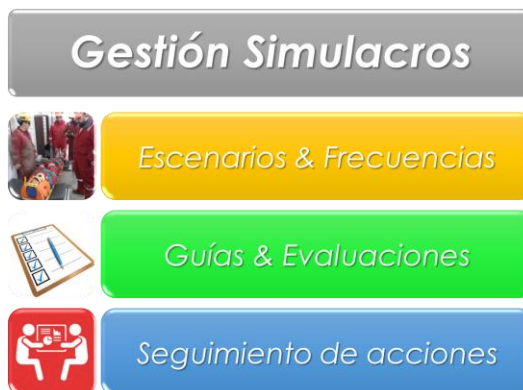 Gestión Simulacros
Escenarios & Frecuencias
Guías & Evaluaciones
Seguimiento de acciones